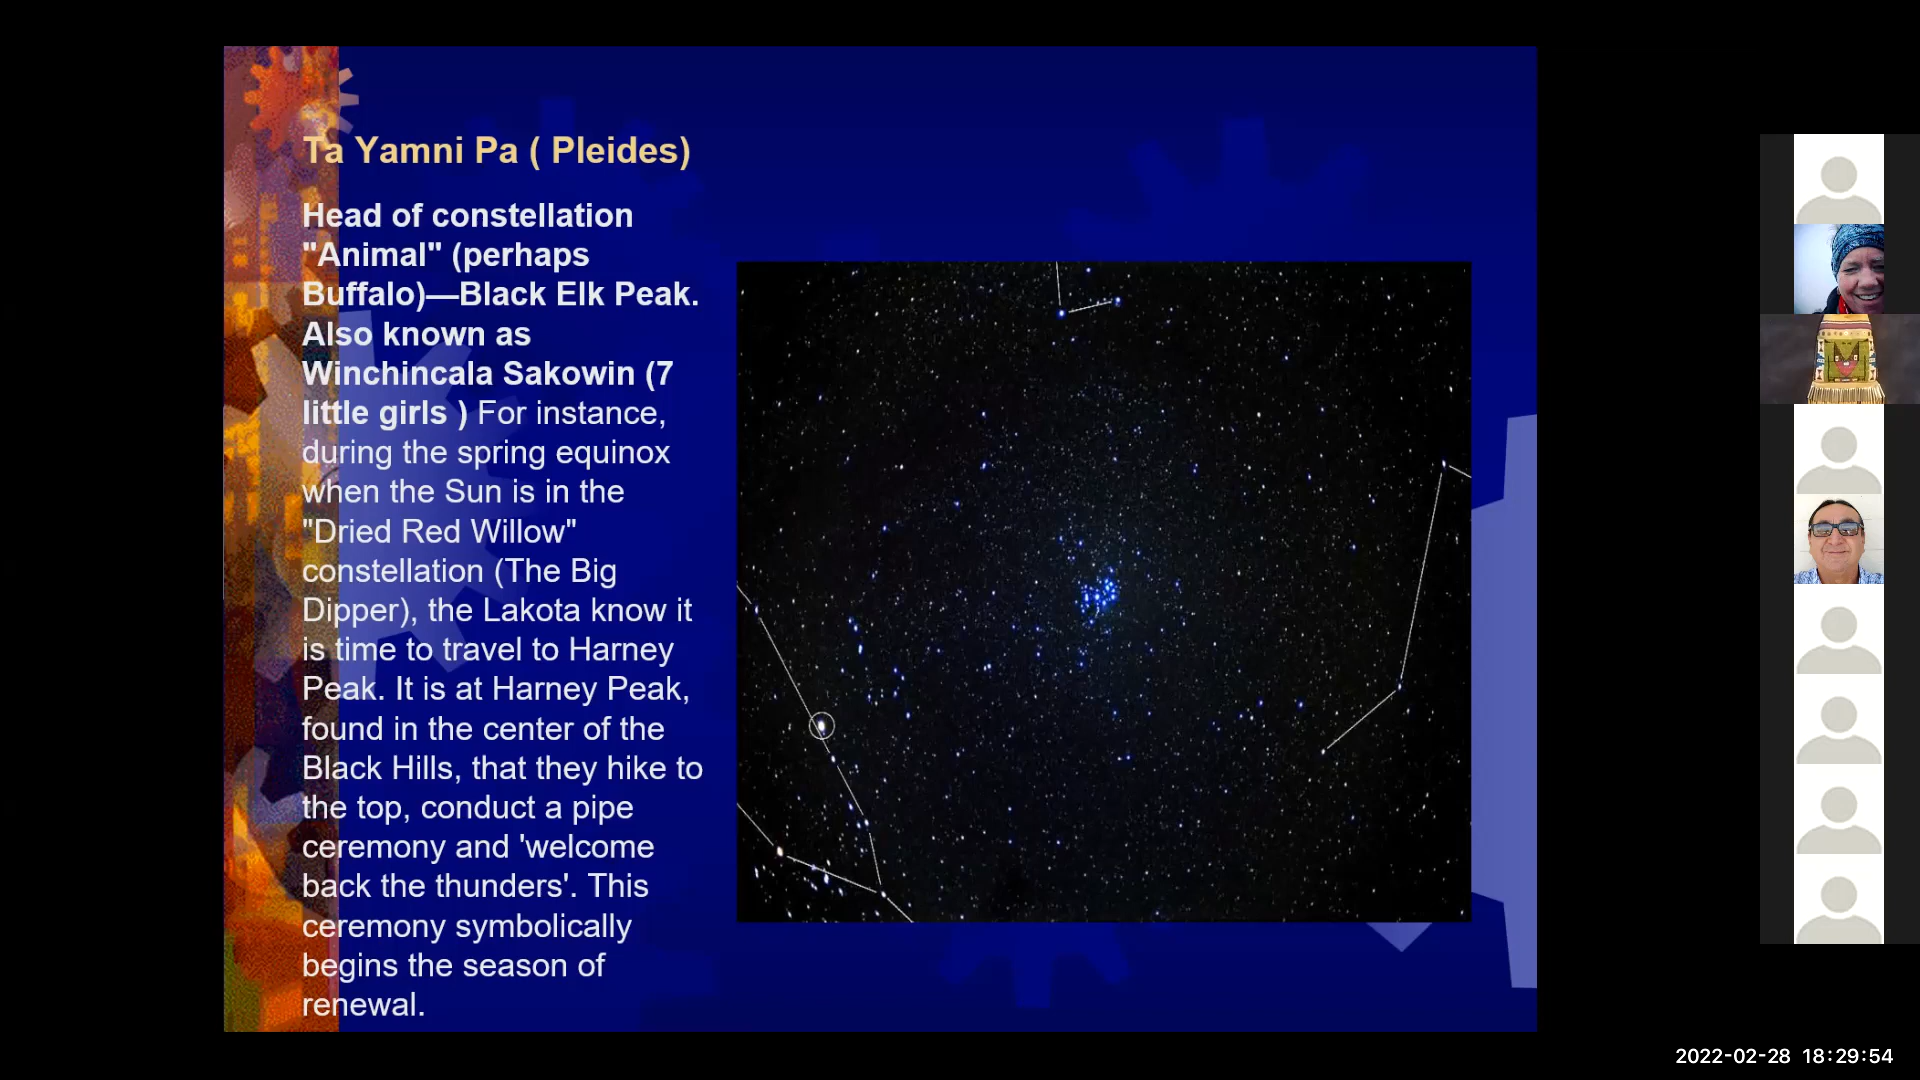 Ta Yamni Pa ( Pleides)
Head of constellation
"Animal" (perhaps
Buffalo)—Black Elk Peak.
Also known as
Winchincala Sakowin (7
little girls ) For instance,
during the spring equinox
when the Sun is in the
"Dried Red Willow"
constellation (The Big
Dipper), the Lakota know it
is time to travel to Harney
Peak. It is at Harney Peak,
found in the center of the
Black Hills, that they hike to
the top, conduct a pipe
ceremony and 'welcome
back the thunders'. This
ceremony symbolically
begins the season of
renewal.
2022-02-28 18:29:54